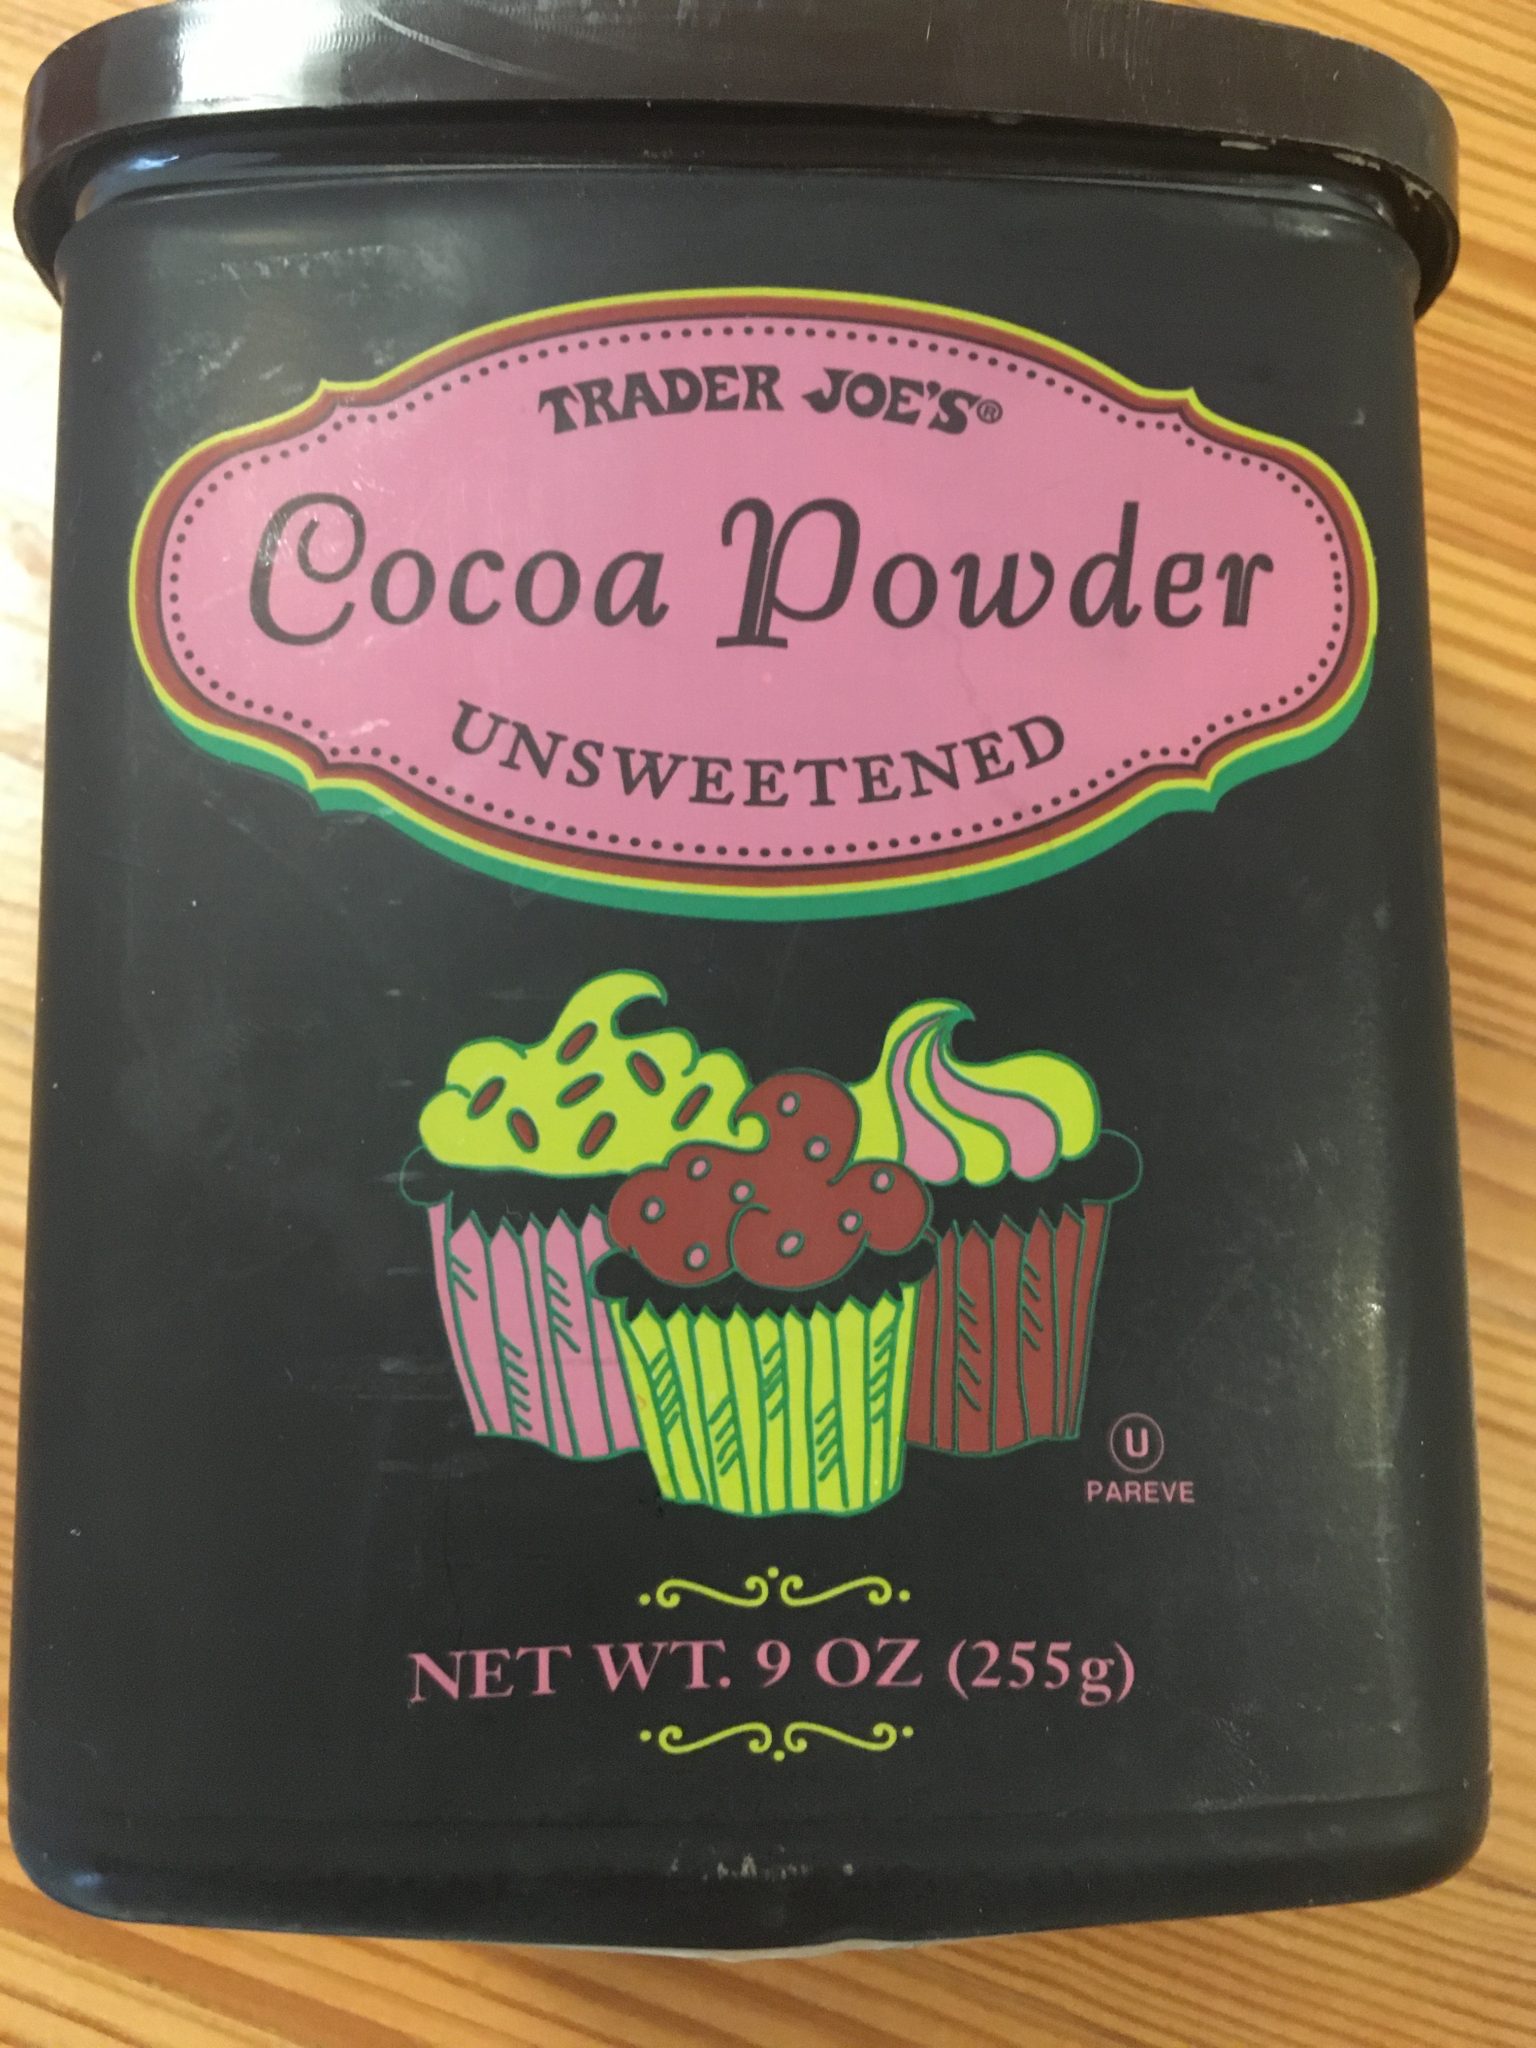 TRADER JOE'S®
Cocoa Powder
UNSWEETENED
U
PAREVE
NET WT. 9 OZ (255g)